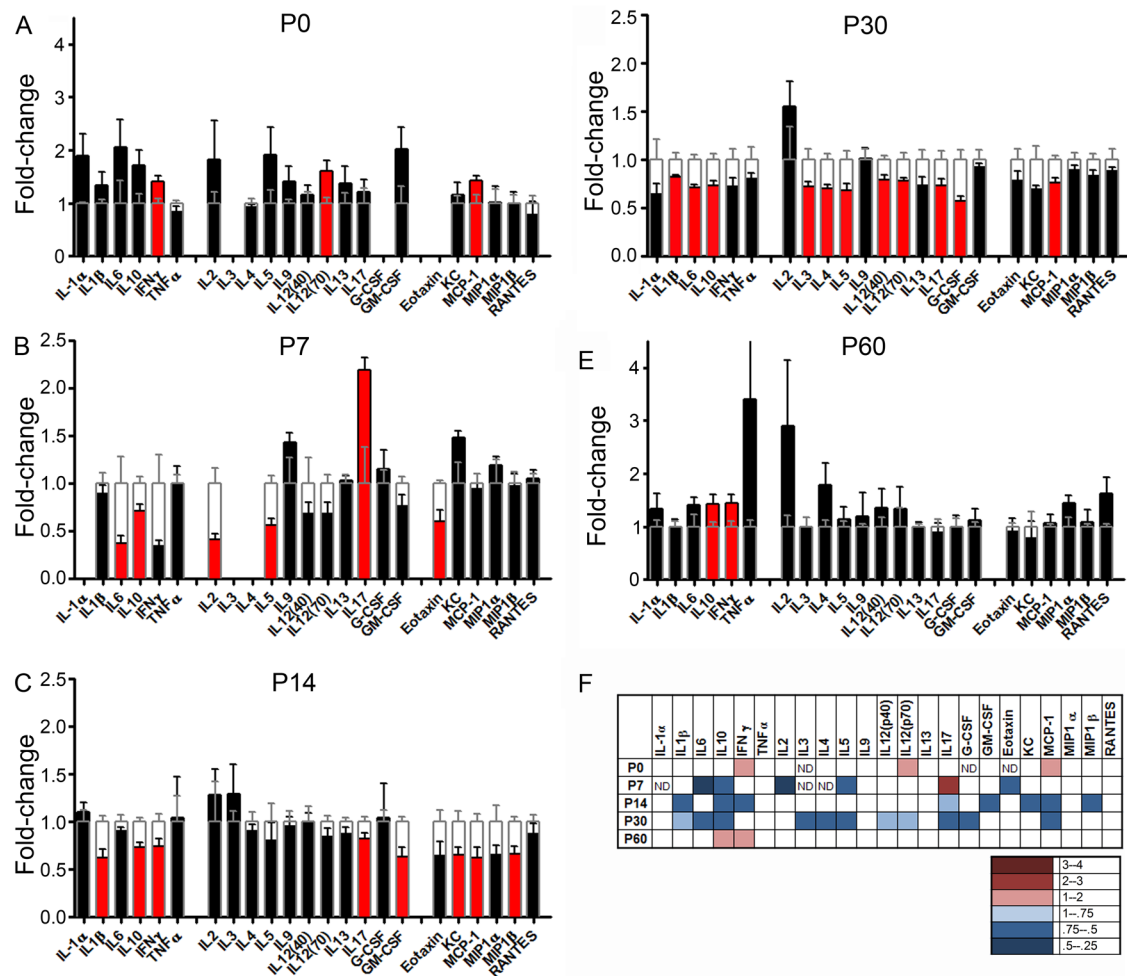 A
P0
Fold-change
4
3
2
1
0
IL-1α IL1β IL6 IL10 IFNγ TNFα IL2 IL3 IL4 IL5 IL9 IL12(40) IL12(70) IL13 IL17 G-CSF GM-CSF Eotaxin KC MCP-1 MIP1α MIP1β RANTES
P30
Fold-change
2.5
2.0
1.5
1.0
0.5
0.0
IL-1α IL1β IL6 IL10 IFNγ TNFα IL2 IL3 IL4 IL5 IL9 IL12(40) IL12(70) IL13 IL17 G-CSF GM-CSF Eotaxin KC MCP-1 MIP1α MIP1β RANTES
B
P7
Fold-change
2.5
2.0
1.5
1.0
0.5
0.0
IL-1α IL1β IL6 IL10 IFNγ TNFα IL2 IL3 IL4 IL5 IL9 IL12(40) IL12(70) IL13 IL17 G-CSF GM-CSF Eotaxin KC MCP-1 MIP1α MIP1β RANTES
E
P60
Fold-change
4
3
2
1
0
IL-1α IL1β IL6 IL10 IFNγ TNFα IL2 IL3 IL4 IL5 IL9 IL12(40) IL12(70) IL13 IL17 G-CSF GM-CSF Eotaxin KC MCP-1 MIP1α MIP1β RANTES
C
P14
Fold-change
2.5
2.0
1.5
1.0
0.5
0.0
IL-1α IL1β IL6 IL10 IFNγ TNFα IL2 IL3 IL4 IL5 IL9 IL12(40) IL12(70) IL13 IL17 G-CSF GM-CSF Eotaxin KC MCP-1 MIP1α MIP1β RANTES
F
IL-1α IL1β IL6 IL10 IFN γ TNFα IL2 IL3 IL4 IL5 IL9 IL12(p40) IL12(p70) IL13 IL17 G-CSF GM-CSF Eotaxin KC MCP-1 MIP1 α MIP1 β RANTES
P0 ND ND ND
P7 ND ND ND
P14
P30
P60
3--4
2--3
1--2
1--.75
.75--.5
.5--.25